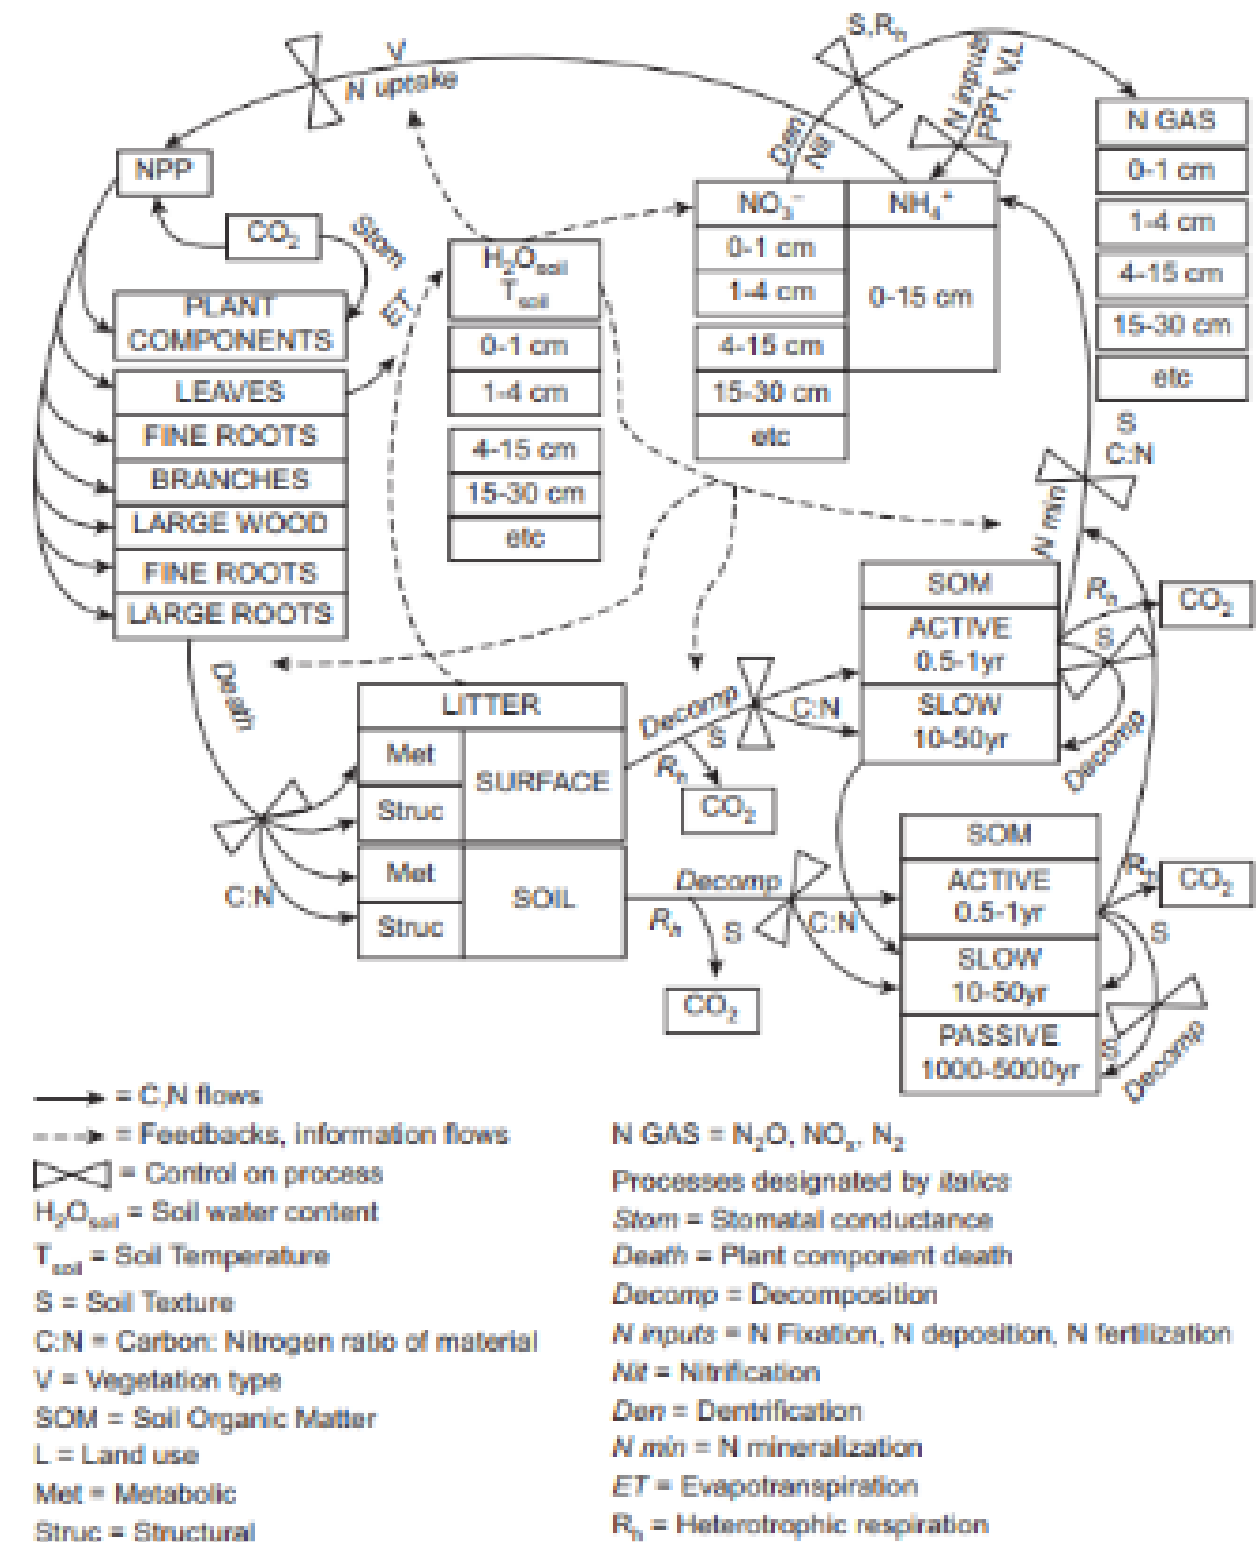 V
N uptake
S,Rh
N inputs
PPT, V,L
Den
Nit
NPP
CO2
Stom
ET
PLANT
COMPONENTS
LEAVES
FINE ROOTS
BRANCHES
LARGE WOOD
FINE ROOTS
LARGE ROOTS
Death
H2Osoil
Tsoil
0-1 cm
1-4 cm
4-15 cm
15-30 cm
etc
NO3−
0-1 cm
1-4 cm
4-15 cm
15-30 cm
etc
NH4+
0-15 cm
N GAS
0-1 cm
1-4 cm
4-15 cm
15-30 cm
etc
S
C:N
N min
SOM
ACTIVE
0.5-1yr
SLOW
10-50yr
Rh
CO2
S
Decomp
LITTER
Met
Struc
SURFACE
Met
Struc
SOIL
C:N
Decomp
S
C:N
Rh
CO2
Decomp
Rh
S
C:N
CO2
SOM
ACTIVE
0.5-1yr
SLOW
10-50yr
PASSIVE
1000-5000yr
Rh
CO2
S
S
Decomp
= C,N flows
= Feedbacks, information flows
= Control on process
H2Osoil = Soil water content
Tsoil = Soil Temperature
S = Soil Texture
C:N = Carbon: Nitrogen ratio of material
V = Vegetation type
SOM = Soil Organic Matter
L = Land use
Met = Metabolic
Struc = Structural
N GAS = N2O, NOx, N2
Processes designated by italics
Stom = Stomatal conductance
Death = Plant component death
Decomp = Decomposition
N inputs = N Fixation, N deposition, N fertilization
Nit = Nitrification
Den = Dentrification
N min = N mineralization
ET = Evapotranspiration
Rh = Heterotrophic respiration